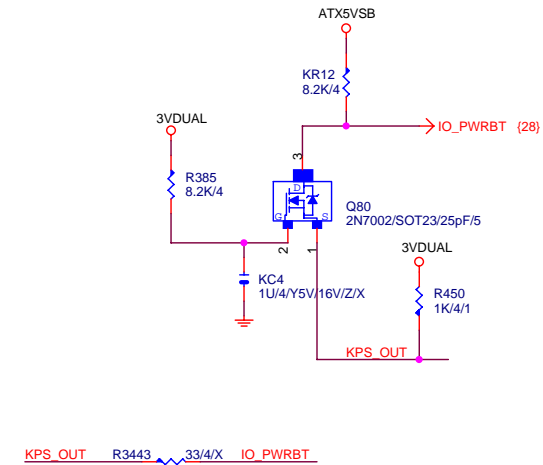 ATX5VSB
KR12
8.2K/4
3VDUAL
IO_PWRBT {28}
3
R385
8.2K/4
D
G
S
Q80
2N7002/SOT23/25pF/5
2
1
3VDUAL
KC4
1U/4/Y5V/16V/Z/X
R450
1K/4/1
KPS_OUT
KPS_OUT R3443 33/4/X IO_PWRBT